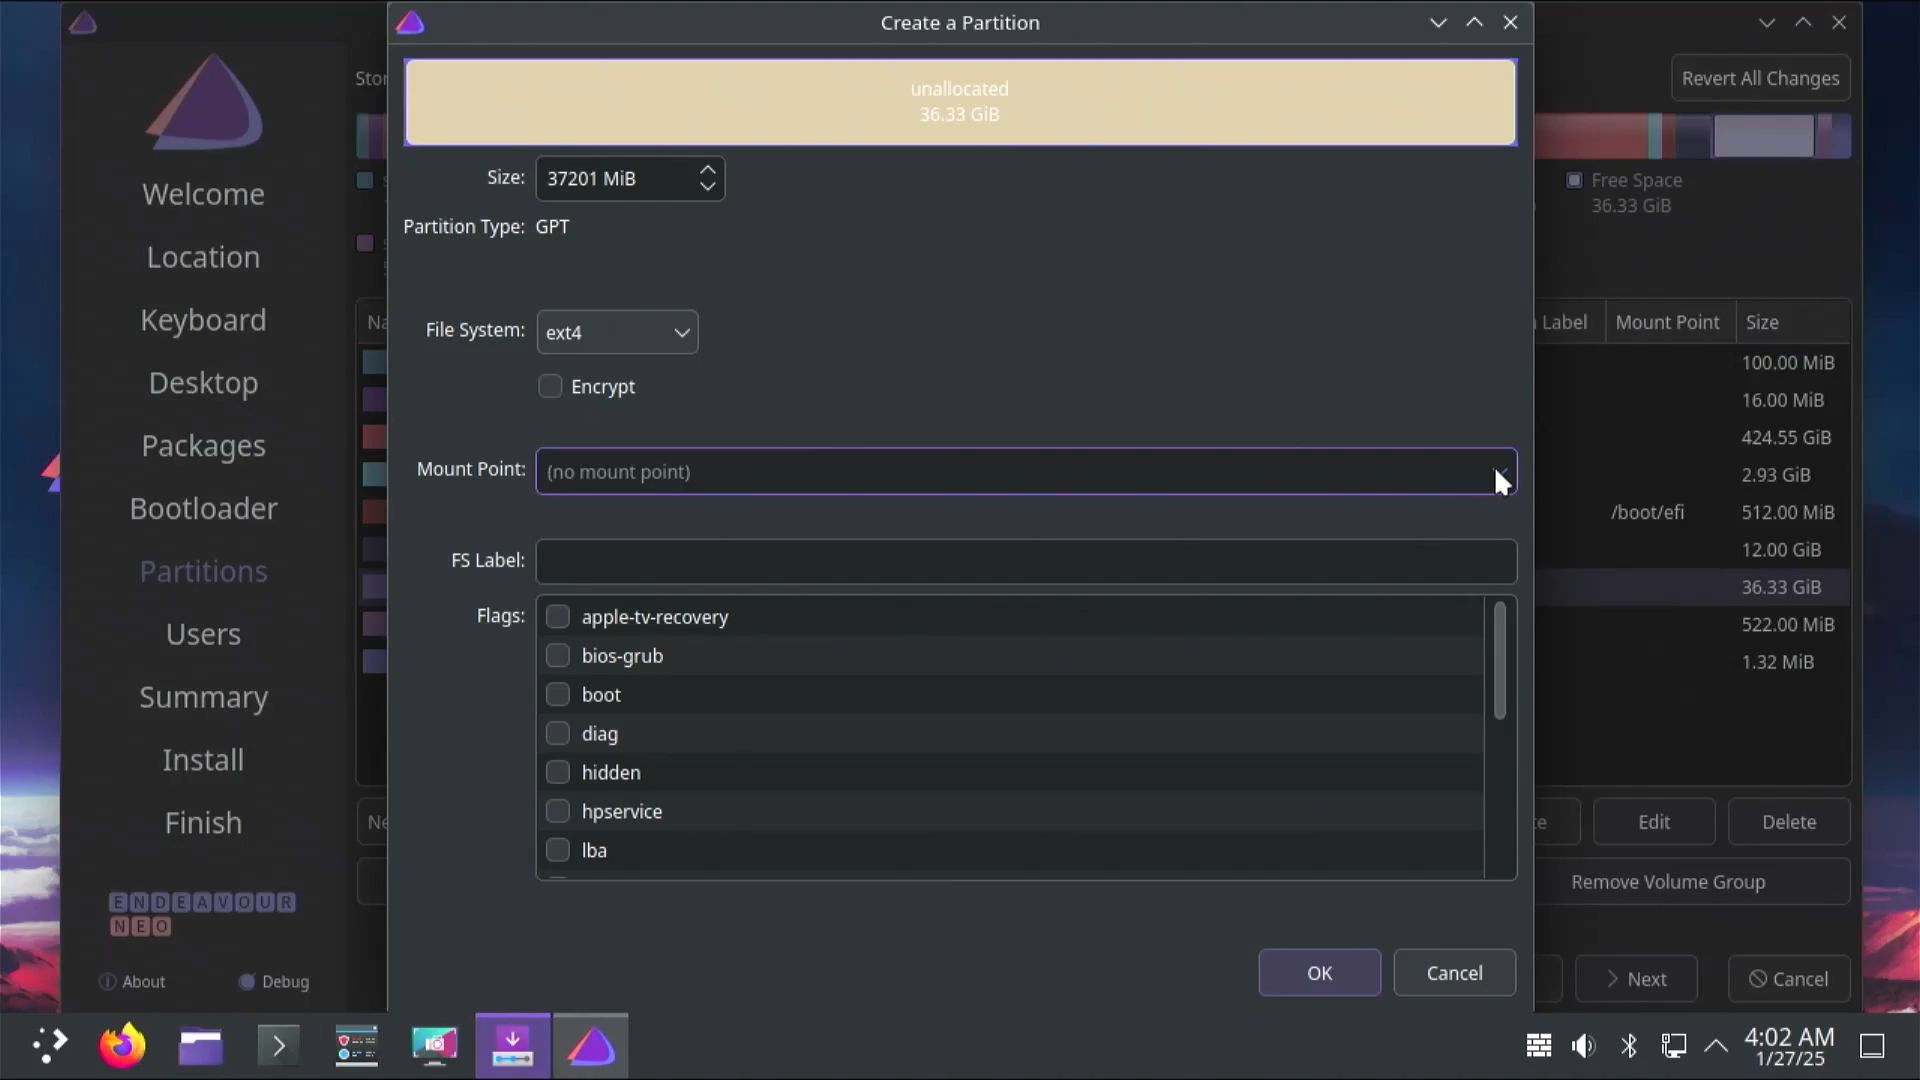 Create a Partition
unallocated
36.33 GiB
Size: 37201 MiB
Partition Type: GPT
File System: ext4
Encrypt
Mount Point: (no mount point)
FS Label:
Flags:
apple-tv-recovery
bios-grub
boot
diag
hidden
hpservice
lba
OK Cancel
Welcome
Location
Keyboard
Desktop
Packages
Bootloader
Partitions
Users
Summary
Install
Finish
ENDEAVOUR
NEO
About Debug
Revert All Changes
Free Space
36.33 GiB
Label Mount Point Size
100.00 MiB
16.00 MiB
424.55 GiB
2.93 GiB
/boot/efi 512.00 MiB
12.00 GiB
36.33 GiB
522.00 MiB
1.32 MiB
Edit Delete
Remove Volume Group
Next Cancel
4:02 AM
1/27/25